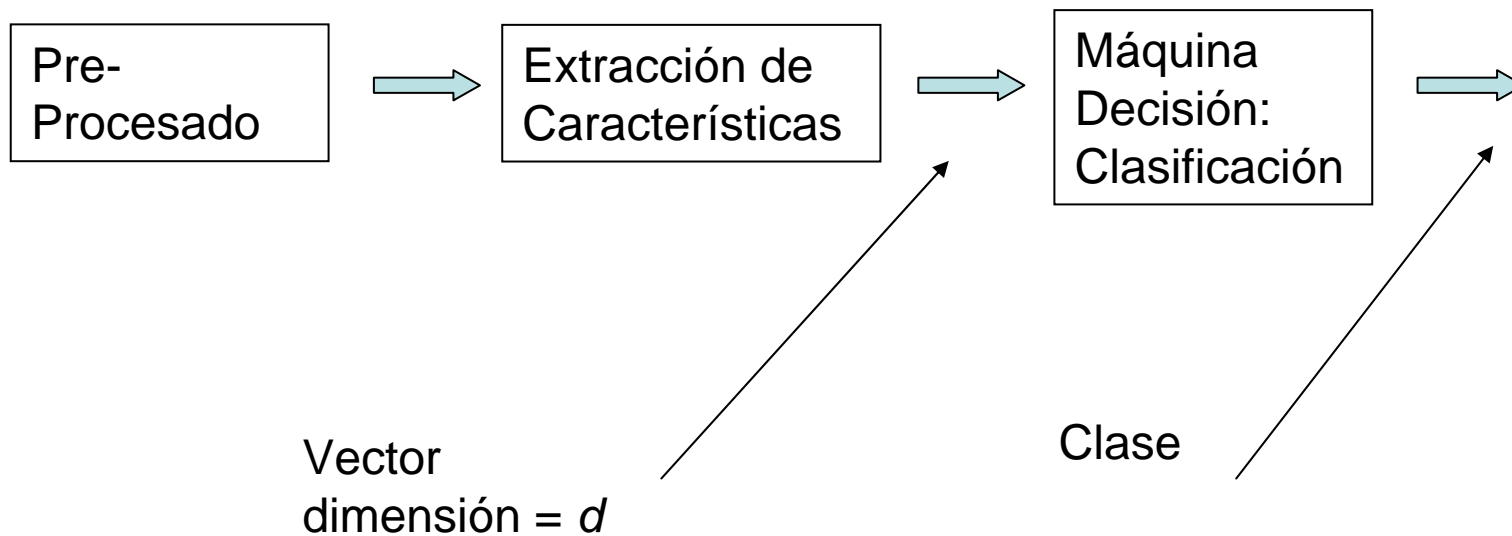 Pre-
Procesado
Extracción de
Características
Máquina
Decisión:
Clasificación
Vector
dimensión = d
Clase